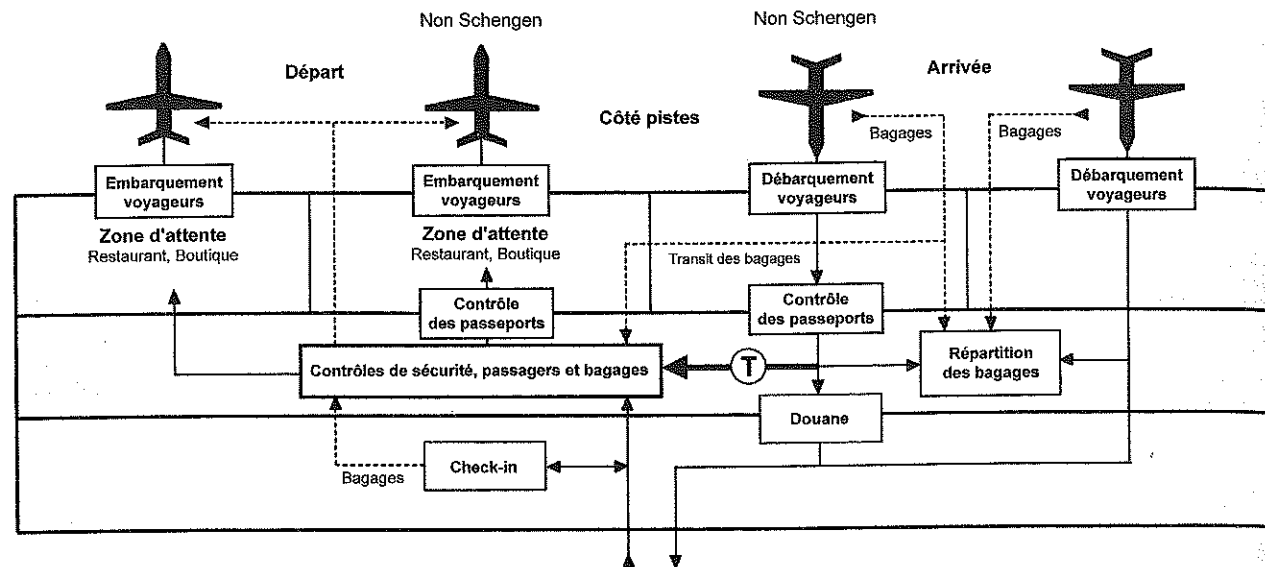 Non Schengen
Non Schengen
Départ
Arrivée
Côté pistes
Bagages
Bagages
Embarquement
voyageurs
Embarquement
voyageurs
Débarquement
voyageurs
Débarquement
voyageurs
Zone d'attente
Restaurant, Boutique
Zone d'attente
Restaurant, Boutique
Transit des bagages
Contrôle
des passeports
Contrôle
des passeports
Contrôles de sécurité, passagers et bagages
T
Répartition
des bagages
Douane
Check-in
Bagages